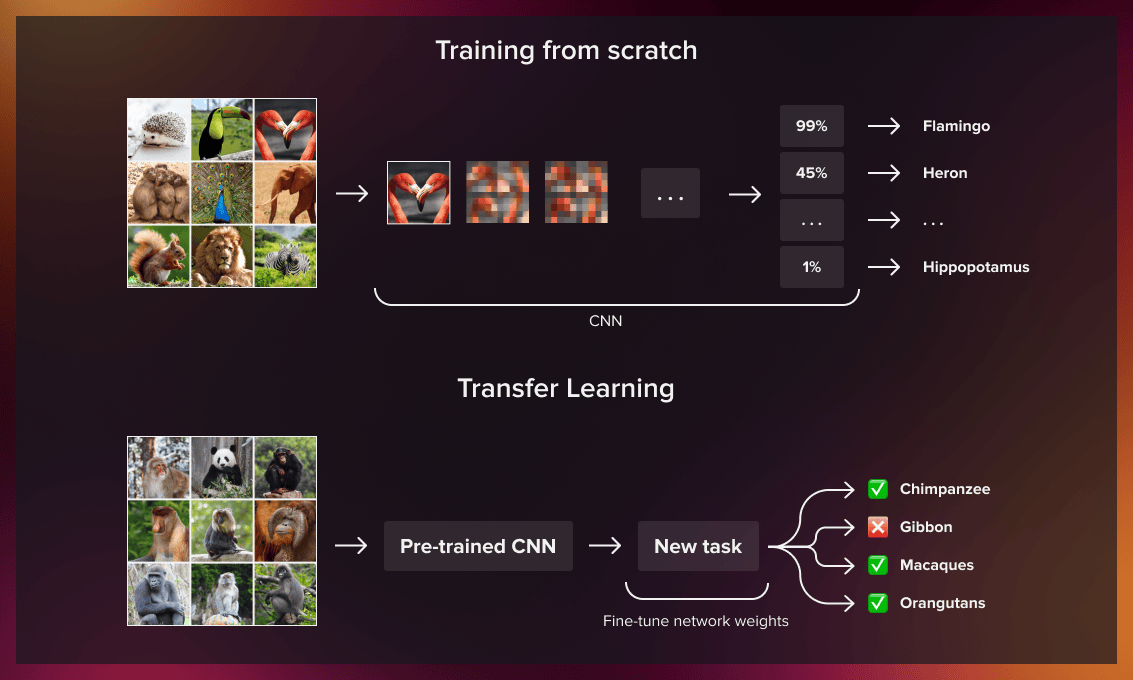 Training from scratch
99%
Flamingo
45%
Heron
...
...
...
1%
Hippopotamus
CNN
Transfer Learning
Pre-trained CNN
New task
Chimpanzee
Gibbon
Macaques
Orangutans
Fine-tune network weights